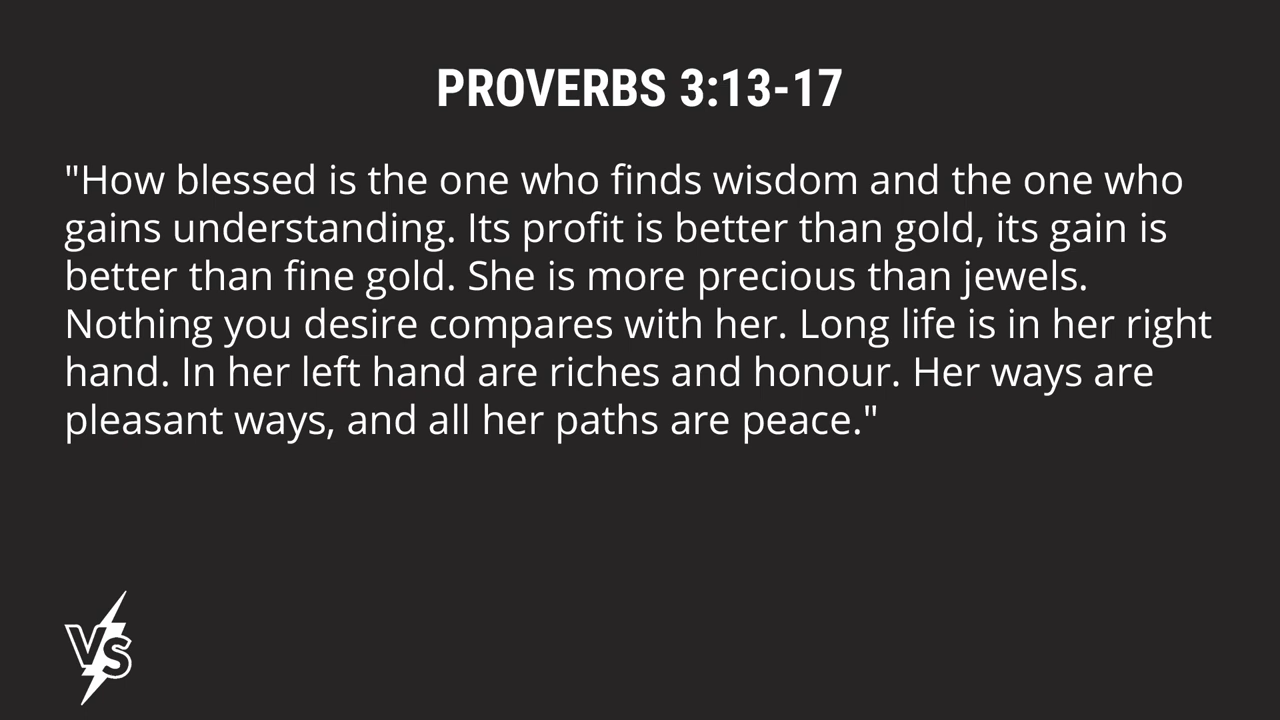 PROVERBS 3:13-17
"How blessed is the one who finds wisdom and the one who
gains understanding. Its profit is better than gold, its gain is
better than fine gold. She is more precious than jewels.
Nothing you desire compares with her. Long life is in her right
hand. In her left hand are riches and honour. Her ways are
pleasant ways, and all her paths are peace."
VS